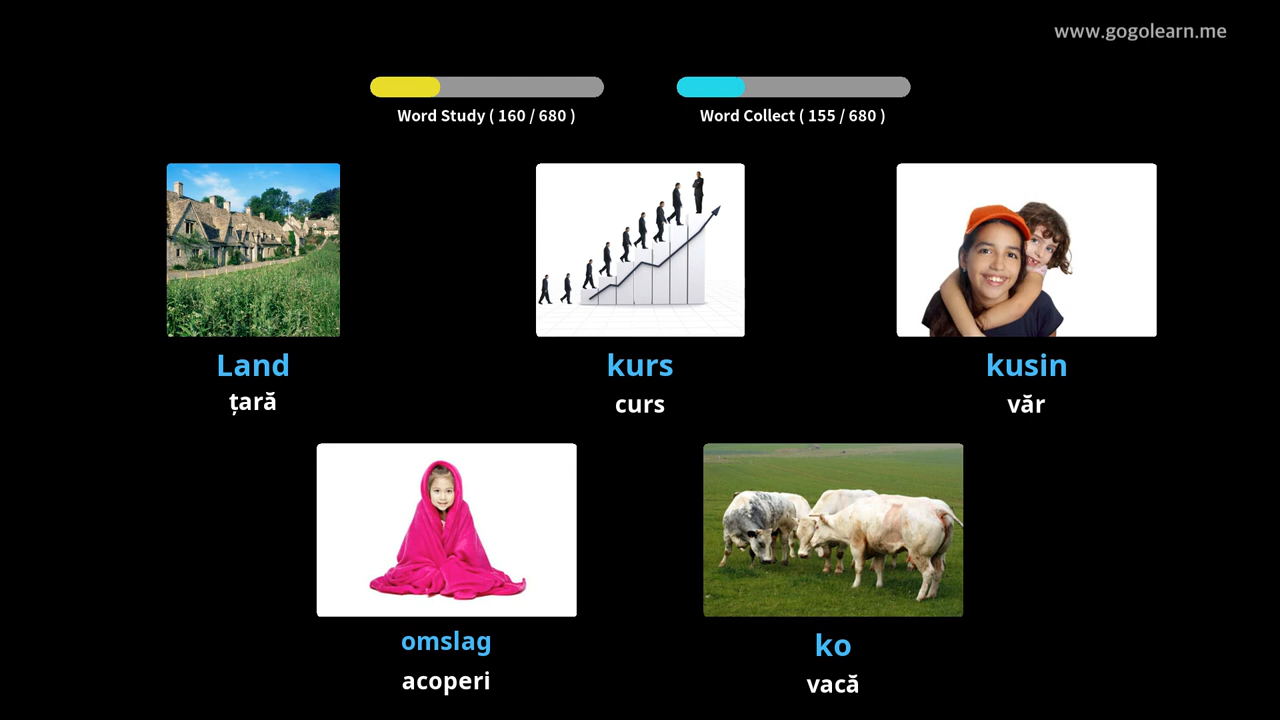 www.gogolearn.me
Word Study ( 160 / 680 )
Word Collect ( 155 / 680 )
Land
țară
kurs
curs
kusin
văr
omslag
acoperi
ko
vacă